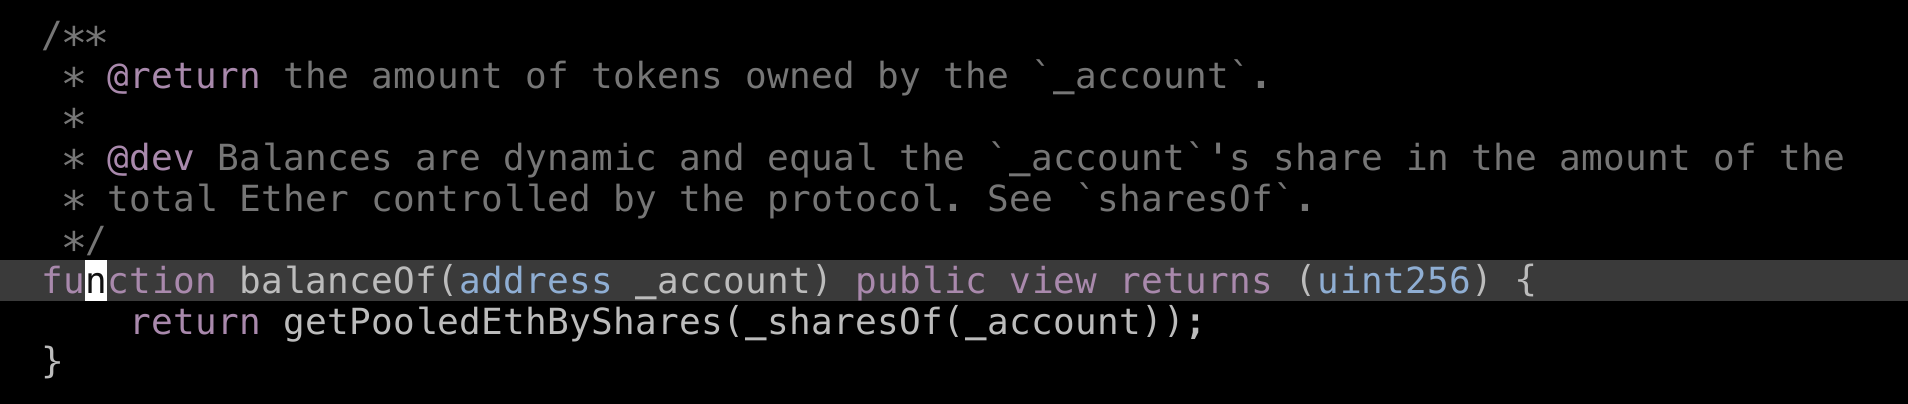 /**
 * @return the amount of tokens owned by the `_account`.
 *
 * @dev Balances are dynamic and equal the `_account`'s share in the amount of the
 * total Ether controlled by the protocol. See `sharesOf`.
 */
function balanceOf(address _account) public view returns (uint256) {
    return getPooledEthByShares(_sharesOf(_account));
}